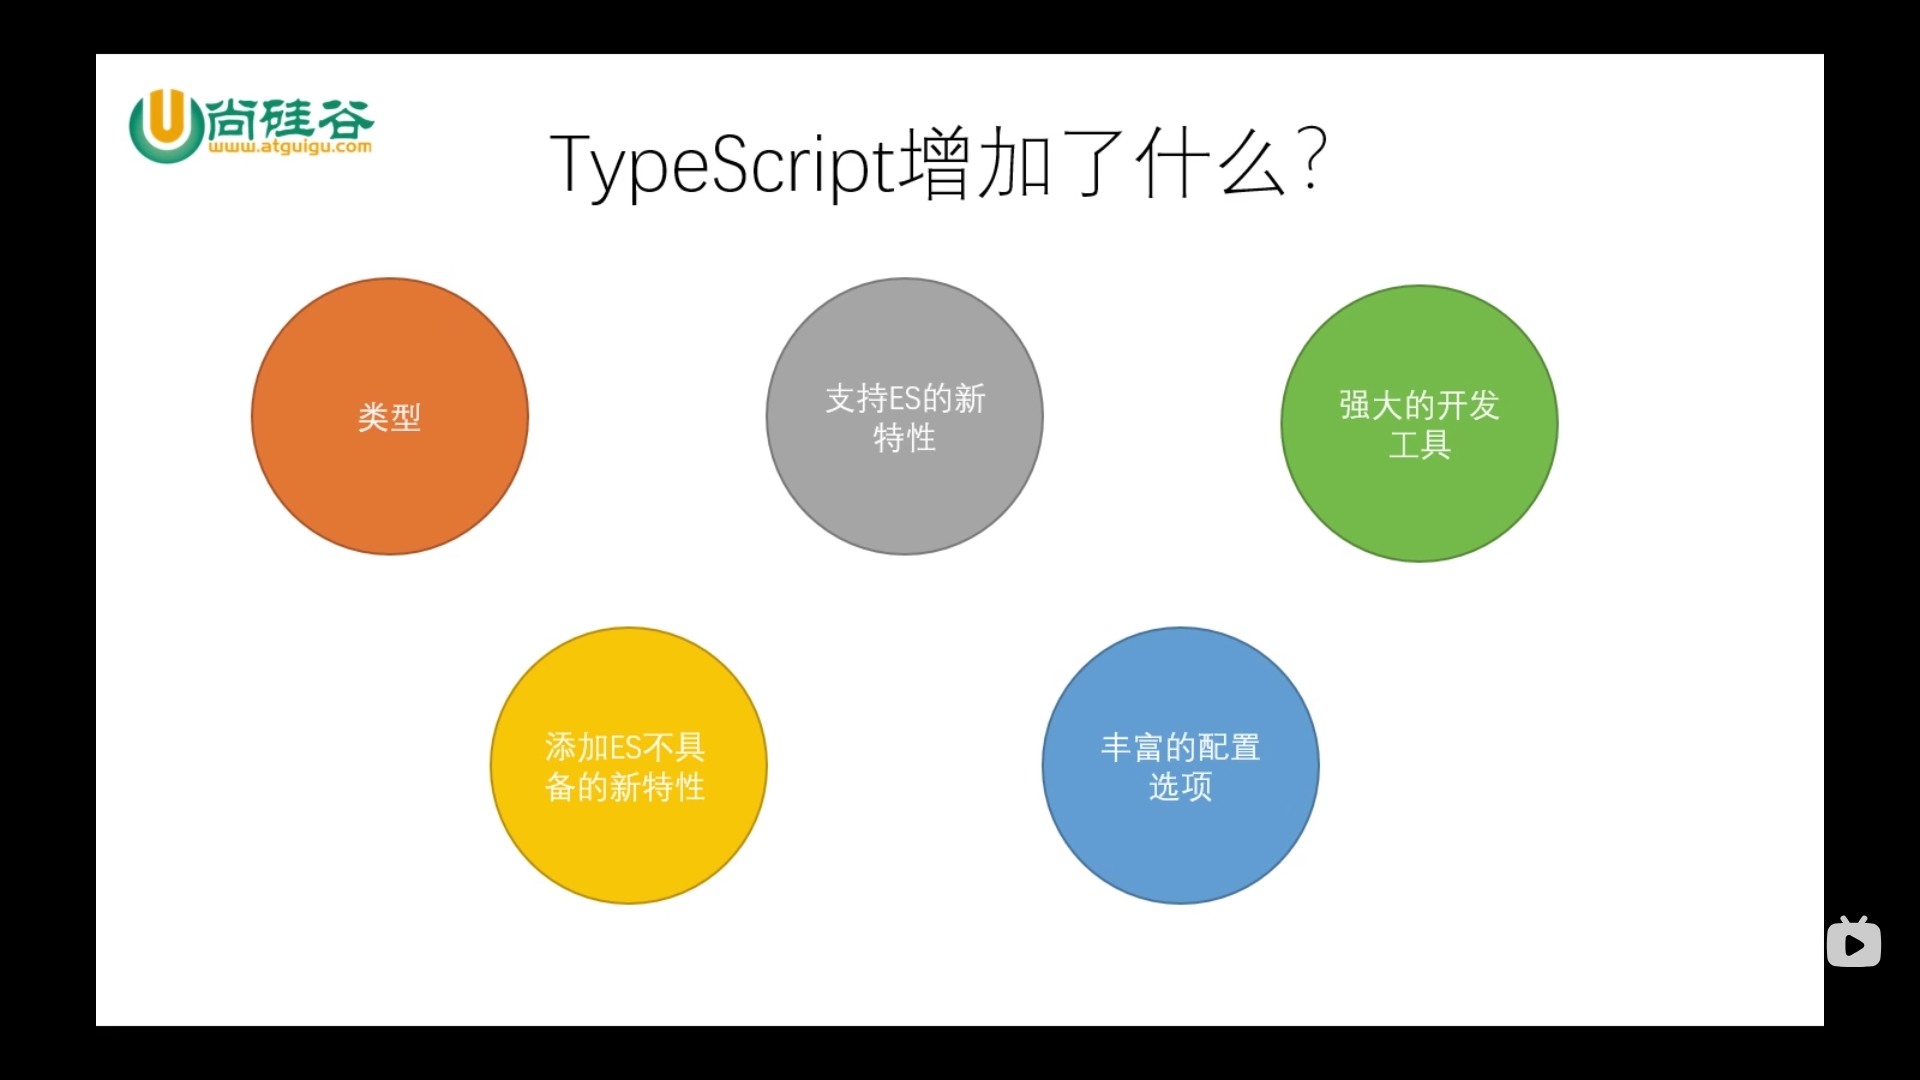 尚硅谷
www.atguigu.com
TypeScript增加了什么？
类型
支持ES的新
特性
强大的开发
工具
添加ES不具
备的新特性
丰富的配置
选项